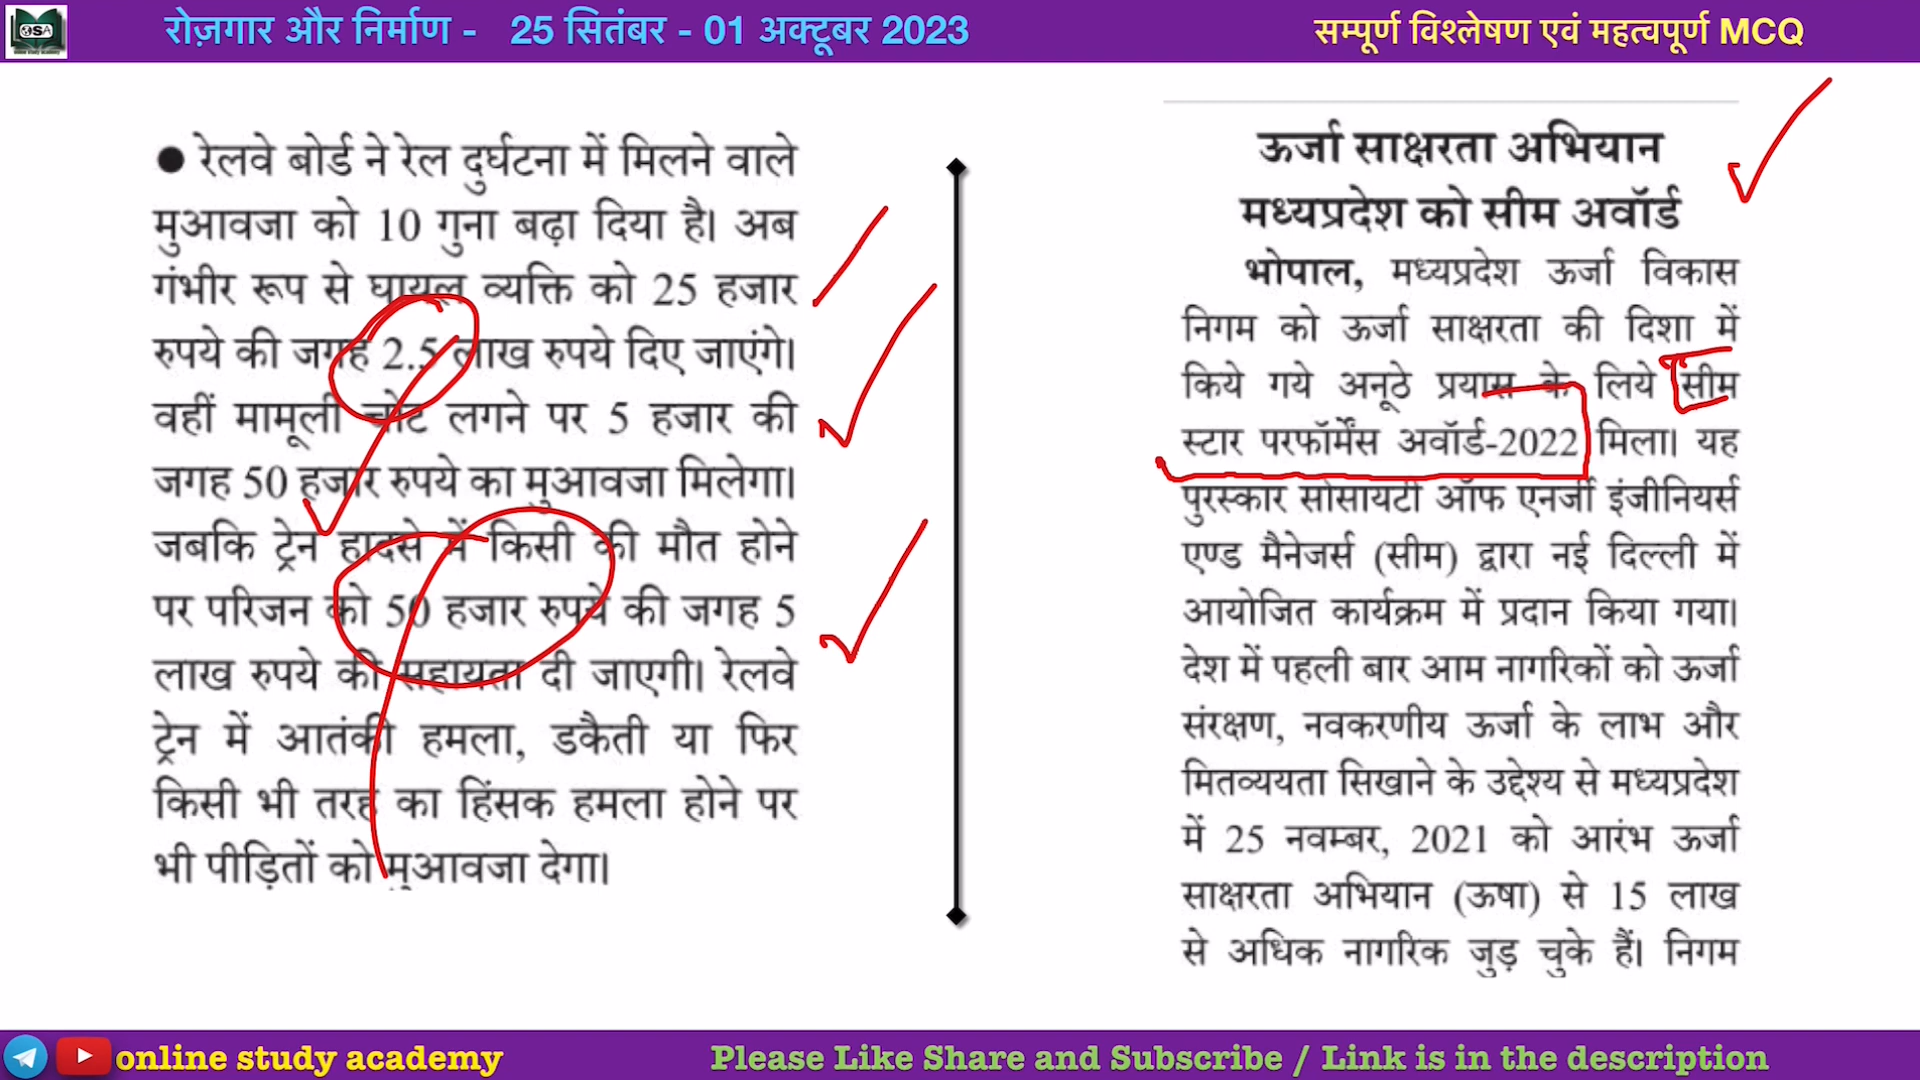 OSA
रोज़गार और निर्माण - 25 सितंबर - 01 अक्टूबर 2023
सम्पूर्ण विश्लेषण एवं महत्वपूर्ण MCQ
● रेलवे बोर्ड ने रेल दुर्घटना में मिलने वाले
मुआवजा को 10 गुना बढ़ा दिया है। अब
गंभीर रूप से घायल व्यक्ति को 25 हजार
रुपये की जगह 2.5 लाख रुपये दिए जाएंगे।
वहीं मामूली चोट लगने पर 5 हजार की
जगह 50 हजार रुपये का मुआवजा मिलेगा।
जबकि ट्रेन हादसे में किसी की मौत होने
पर परिजन को 50 हजार रुपये की जगह 5
लाख रुपये की सहायता दी जाएगी। रेलवे
ट्रेन में आतंकी हमला, डकैती या फिर
किसी भी तरह का हिंसक हमला होने पर
भी पीड़ितों को मुआवजा देगा।
ऊर्जा साक्षरता अभियान
मध्यप्रदेश को सीम अवॉर्ड
भोपाल, मध्यप्रदेश ऊर्जा विकास
निगम को ऊर्जा साक्षरता की दिशा में
किये गये अनूठे प्रयास के लिये सीम
स्टार परफॉर्मेंस अवॉर्ड-2022 मिला। यह
पुरस्कार सोसायटी ऑफ एनर्जी इंजीनियर्स
एण्ड मैनेजर्स (सीम) द्वारा नई दिल्ली में
आयोजित कार्यक्रम में प्रदान किया गया।
देश में पहली बार आम नागरिकों को ऊर्जा
संरक्षण, नवकरणीय ऊर्जा के लाभ और
मितव्ययता सिखाने के उद्देश्य से मध्यप्रदेश
में 25 नवम्बर, 2021 को आरंभ ऊर्जा
साक्षरता अभियान (ऊषा) से 15 लाख
से अधिक नागरिक जुड़ चुके हैं। निगम
online study academy
Please Like Share and Subscribe / Link is in the description